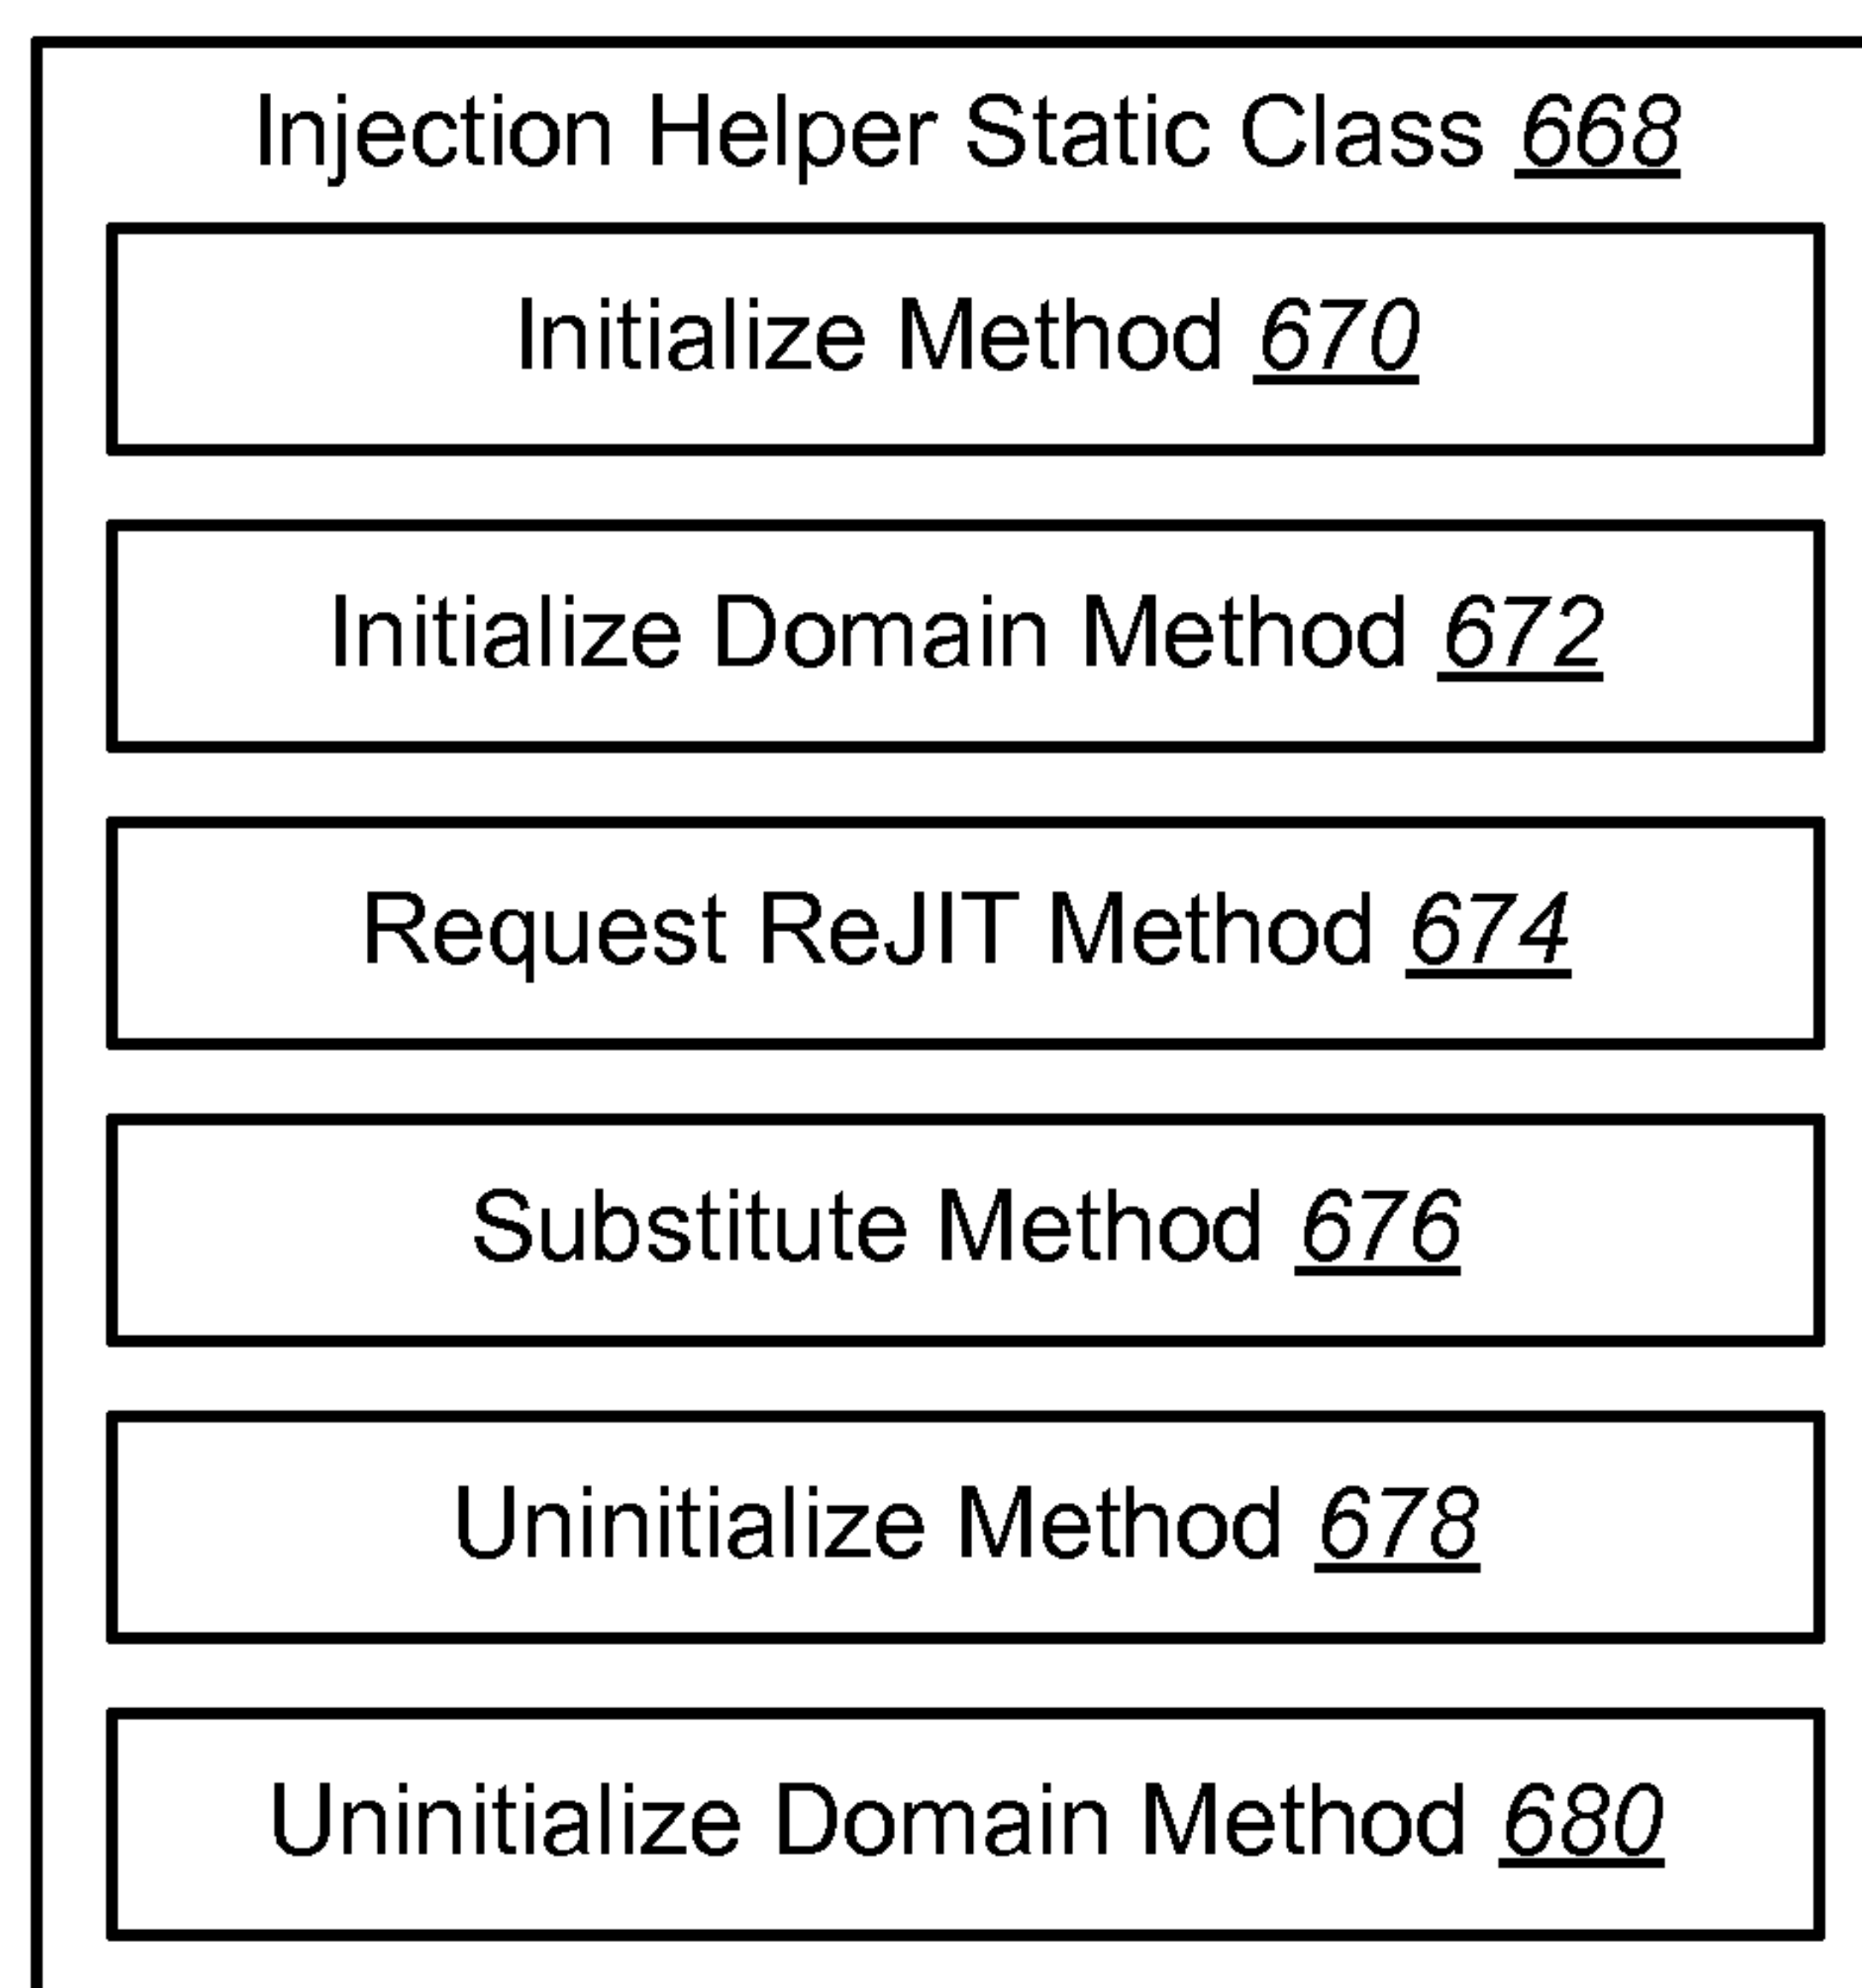 Injection Helper Static Class 668
Initialize Method 670
Initialize Domain Method 672
Request ReJIT Method 674
Substitute Method 676
Uninitialize Method 678
Uninitialize Domain Method 680